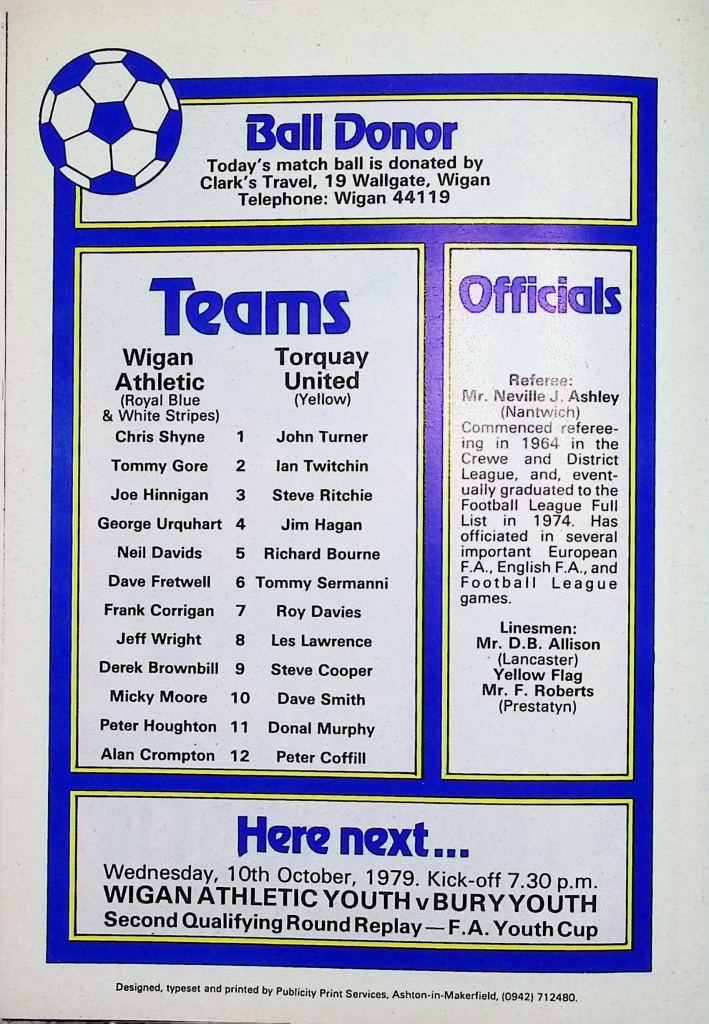 Ball Donor
Today's match ball is donated by
Clark's Travel, 19 Wallgate, Wigan
Telephone: Wigan 44119
Teams
Wigan
Athletic
(Royal Blue
& White Stripes)
Torquay
United
(Yellow)
Chris Shyne 1 John Turner
Tommy Gore 2 Ian Twitchin
Joe Hinnigan 3 Steve Ritchie
George Urquhart 4 Jim Hagan
Neil Davids 5 Richard Bourne
Dave Fretwell 6 Tommy Sermanni
Frank Corrigan 7 Roy Davies
Jeff Wright 8 Les Lawrence
Derek Brownbill 9 Steve Cooper
Micky Moore 10 Dave Smith
Peter Houghton 11 Donal Murphy
Alan Crompton 12 Peter Coffill
Officials
Referee:
Mr. Neville J. Ashley
(Nantwich)
Commenced referee-
ing in 1964 in the
Crewe and District
League, and, event-
ually graduated to the
Football League Full
List in 1974. Has
officiated in several
important European
F.A., English F.A., and
Football League
games.
Linesmen:
Mr. D.B. Allison
(Lancaster)
Yellow Flag
Mr. F. Roberts
(Prestatyn)
Here next...
Wednesday, 10th October, 1979. Kick-off 7.30 p.m.
WIGAN ATHLETIC YOUTH v BURY YOUTH
Second Qualifying Round Replay — F.A. Youth Cup
Designed, typeset and printed by Publicity Print Services, Ashton-in-Makerfield, (0942) 712480.